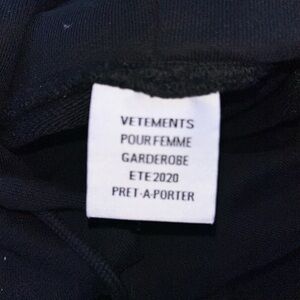 VETEMENTS
POUR FEMME
GARDEROBE
ETE 2020
PRET-A-PORTER